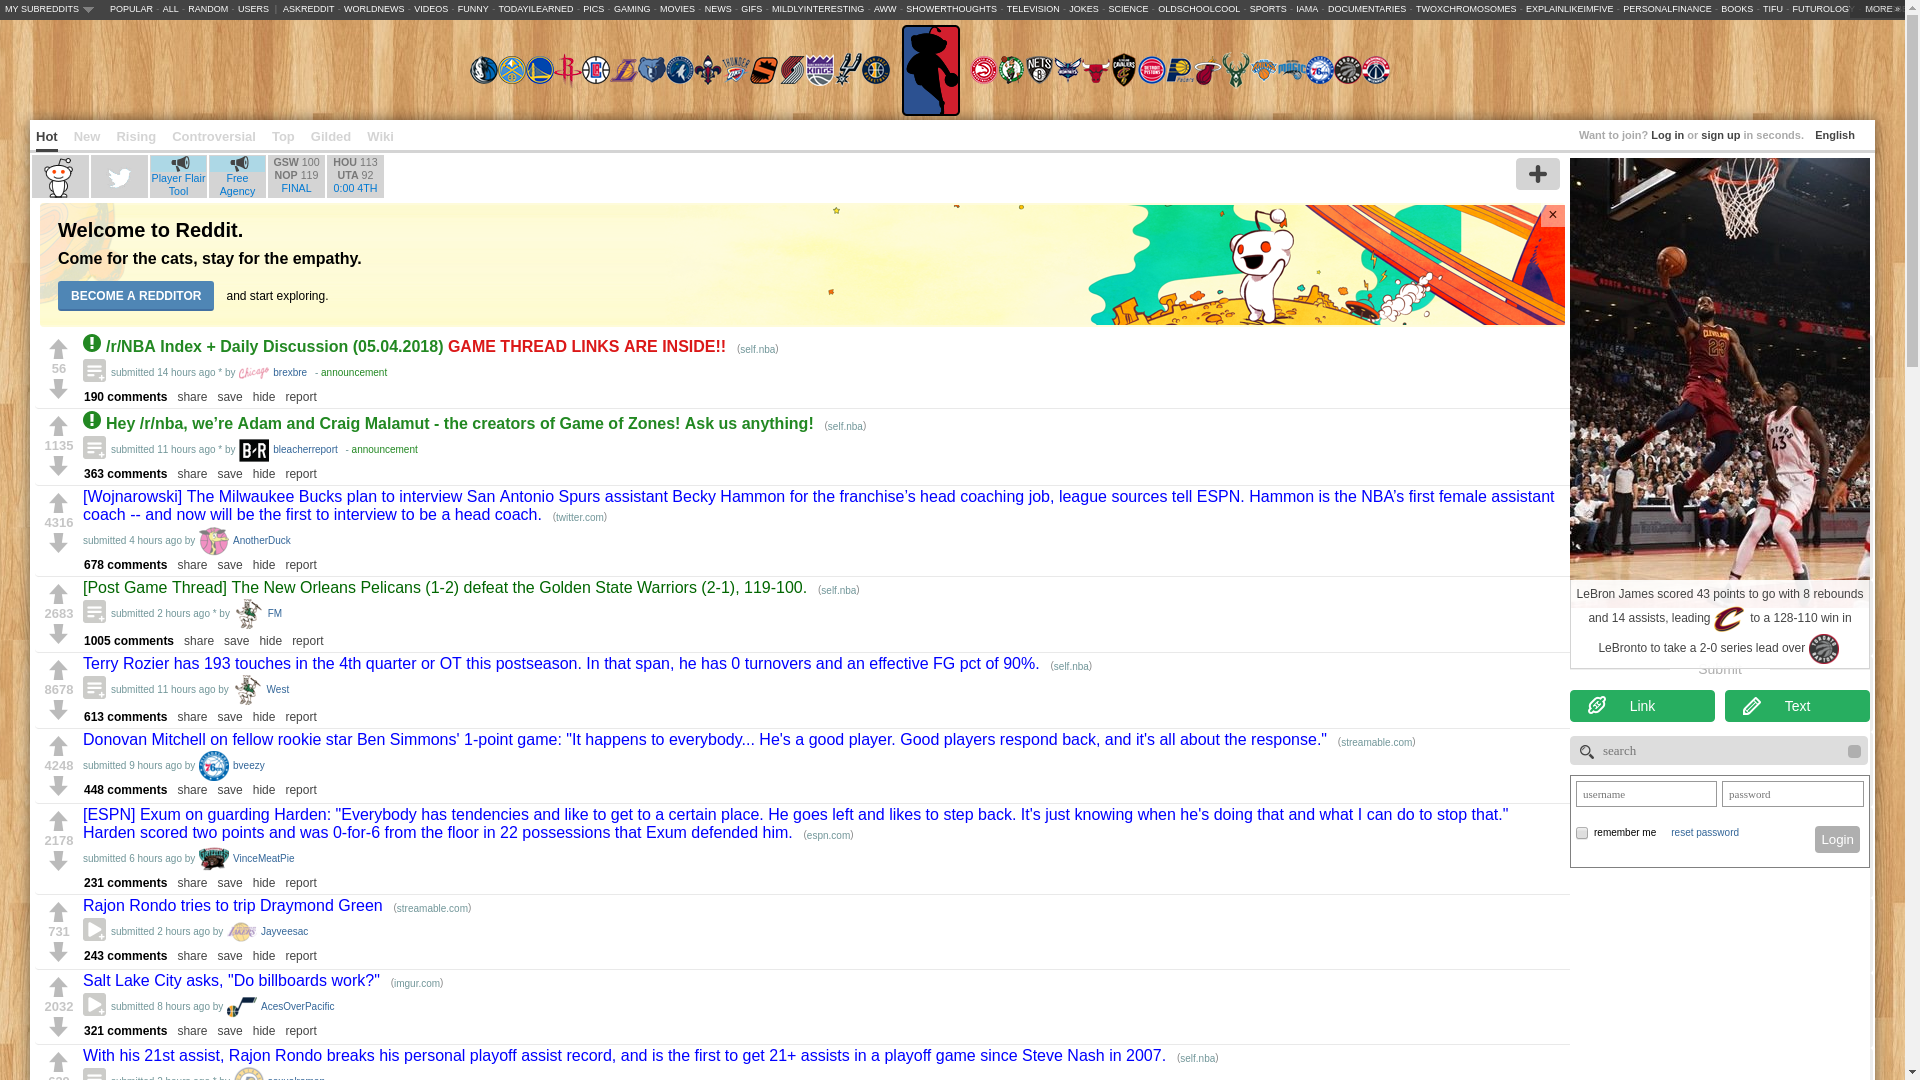 MY SUBREDDITS POPULAR - ALL - RANDOM - USERS | ASKREDDIT - WORLDNEWS - VIDEOS - FUNNY - TODAYILEARNED - PICS - GAMING - MOVIES - NEWS - GIFS - MILDLYINTERESTING - AWW - SHOWERTHOUGHTS - TELEVISION - JOKES - SCIENCE - OLDSCHOOLCOOL - SPORTS - IAMA - DOCUMENTARIES - TWOXCHROMOSOMES - EXPLAINLIKEIMFIVE - PERSONALFINANCE - BOOKS - TIFU - FUTUROLOGY MORE »
Hot New Rising Controversial Top Gilded Wiki
Want to join? Log in or sign up in seconds. English
Player Flair Tool
Free Agency
GSW 100
NOP 119
FINAL
HOU 113
UTA 92
0:00 4TH
Welcome to Reddit.
Come for the cats, stay for the empathy.
BECOME A REDDITOR and start exploring.
×
56
/r/NBA Index + Daily Discussion (05.04.2018) GAME THREAD LINKS ARE INSIDE!! (self.nba)
submitted 14 hours ago * by Chicago brexbre - announcement
190 comments share save hide report
1135
Hey /r/nba, we’re Adam and Craig Malamut - the creators of Game of Zones! Ask us anything! (self.nba)
submitted 11 hours ago * by B/R bleacherreport - announcement
363 comments share save hide report
4316
[Wojnarowski] The Milwaukee Bucks plan to interview San Antonio Spurs assistant Becky Hammon for the franchise’s head coaching job, league sources tell ESPN. Hammon is the NBA’s first female assistant
coach -- and now will be the first to interview to be a head coach. (twitter.com)
submitted 4 hours ago by AnotherDuck
678 comments share save hide report
2683
[Post Game Thread] The New Orleans Pelicans (1-2) defeat the Golden State Warriors (2-1), 119-100. (self.nba)
submitted 2 hours ago * by FM
1005 comments share save hide report
8678
Terry Rozier has 193 touches in the 4th quarter or OT this postseason. In that span, he has 0 turnovers and an effective FG pct of 90%. (self.nba)
submitted 11 hours ago by West
613 comments share save hide report
4248
Donovan Mitchell on fellow rookie star Ben Simmons' 1-point game: "It happens to everybody... He's a good player. Good players respond back, and it's all about the response." (streamable.com)
submitted 9 hours ago by bveezy
448 comments share save hide report
2178
[ESPN] Exum on guarding Harden: "Everybody has tendencies and like to get to a certain place. He goes left and likes to step back. It's just knowing when he's doing that and what I can do to stop that."
Harden scored two points and was 0-for-6 from the floor in 22 possessions that Exum defended him. (espn.com)
submitted 6 hours ago by VinceMeatPie
231 comments share save hide report
731
Rajon Rondo tries to trip Draymond Green (streamable.com)
submitted 2 hours ago by Jayveesac
243 comments share save hide report
2032
Salt Lake City asks, "Do billboards work?" (imgur.com)
submitted 8 hours ago by AcesOverPacific
321 comments share save hide report
With his 21st assist, Rajon Rondo breaks his personal playoff assist record, and is the first to get 21+ assists in a playoff game since Steve Nash in 2007. (self.nba)
CLEVELAND
23
43
LeBron James scored 43 points to go with 8 rebounds
and 14 assists, leading to a 128-110 win in
LeBronto to take a 2-0 series lead over
Submit
Link
Text
search
username
password
remember me reset password
Login